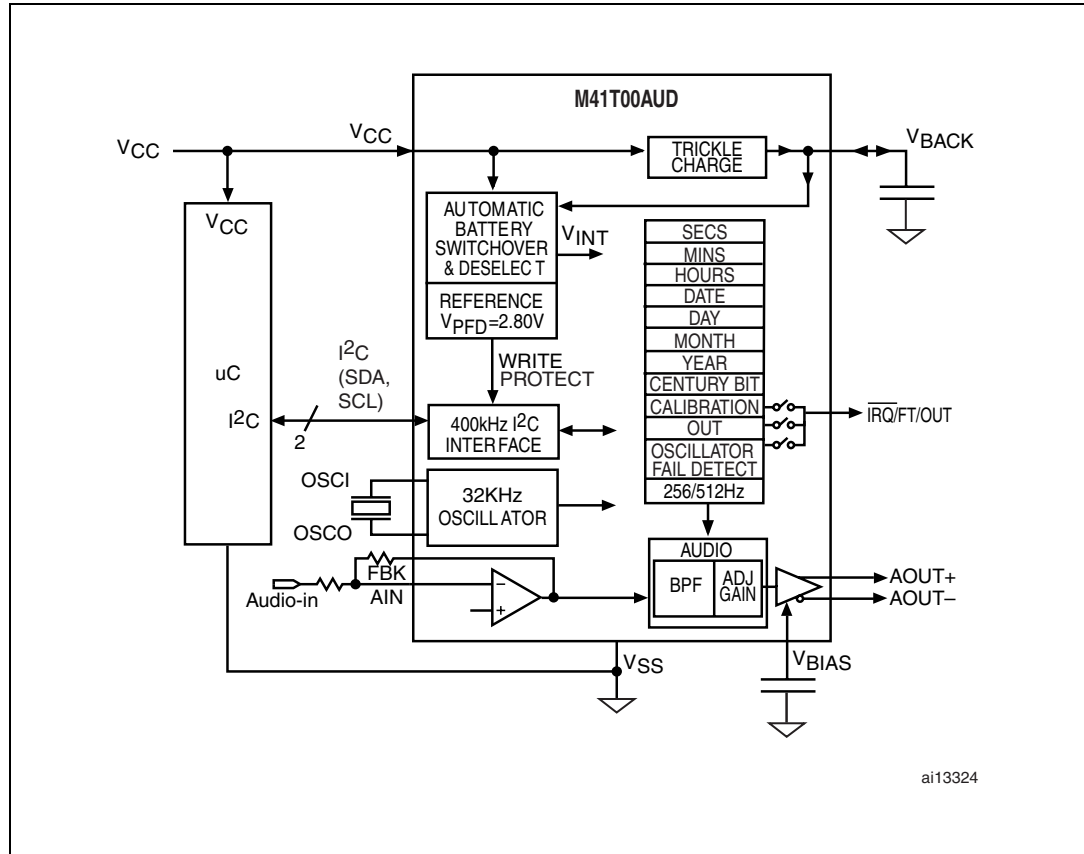 M41T00AUD
VCC
VCC
TRICKLE
CHARGE
VBACK
VCC
AUTOMATIC
BATTERY
SWITCHOVER
& DESELECT
VINT
REFERENCE
VPFD=2.80V
WRITE
PROTECT
SECS
MINS
HOURS
DATE
DAY
MONTH
YEAR
CENTURY BIT
CALIBRATION
OUT
OSCILLATOR
FAIL DETECT
256/512Hz
IRQ/FT/OUT
uC
I2C
I2C
(SDA,
SCL)
2
400kHz I2C
INTERFACE
OSCI
OSCO
32KHz
OSCILLATOR
Audio-in
FBK
AIN
−
+
AUDIO
BPF
ADJ
GAIN
AOUT+
AOUT–
VSS
VBIAS
ai13324